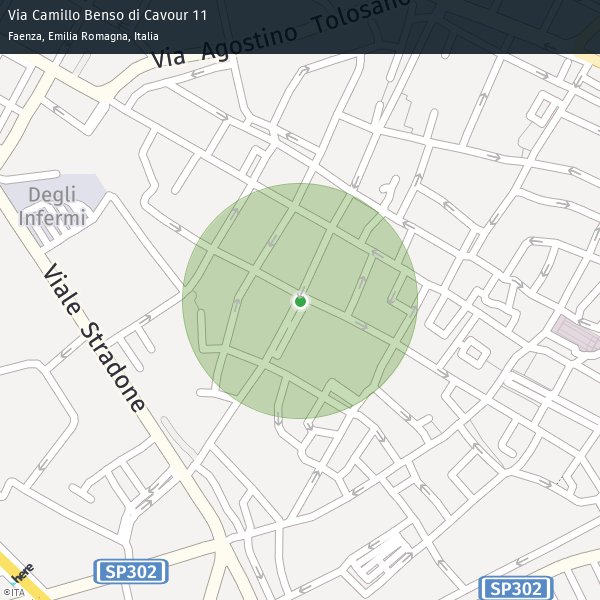 Via Camillo Benso di Cavour 11
Faenza, Emilia Romagna, Italia
Via Agostino Tolosano
Degli
Infermi
Viale Stradone
SP302
SP302
here
©ITA